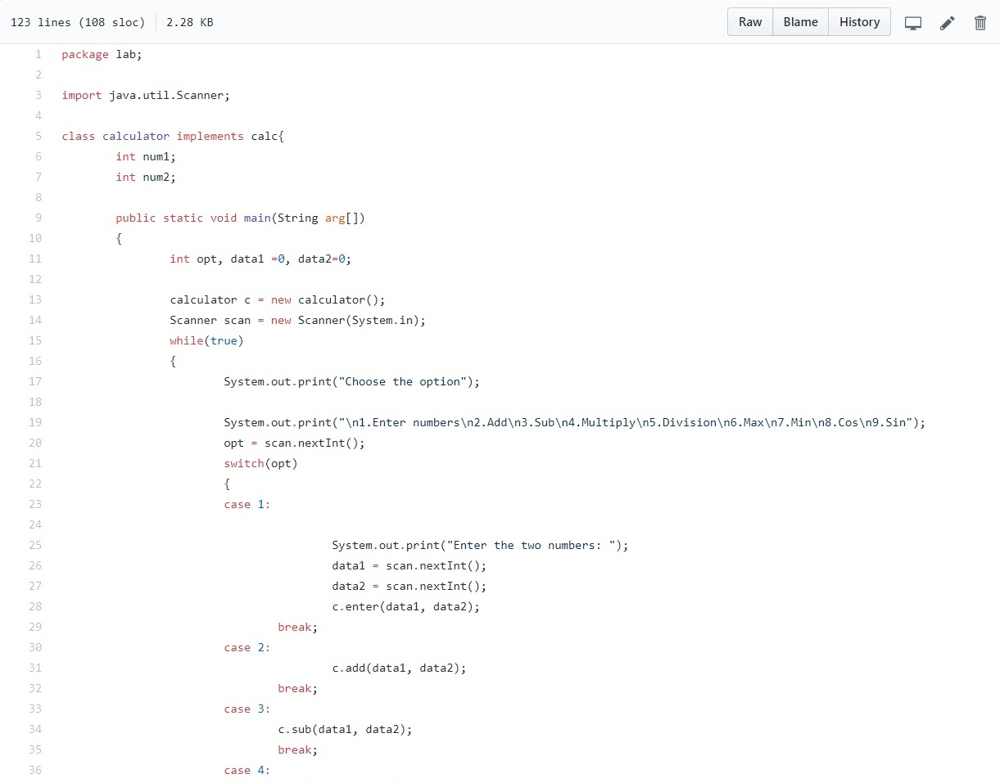 123 lines (108 sloc) 2.28 KB Raw Blame History
1 package lab;
2
3 import java.util.Scanner;
4
5 class calculator implements calc{
6 int num1;
7 int num2;
8
9 public static void main(String arg[])
10 {
11 int opt, data1 =0, data2=0;
12
13 calculator c = new calculator();
14 Scanner scan = new Scanner(System.in);
15 while(true)
16 {
17 System.out.print("Choose the option");
18
19 System.out.print("\n1.Enter numbers\n2.Add\n3.Sub\n4.Multiply\n5.Division\n6.Max\n7.Min\n8.Cos\n9.Sin");
20 opt = scan.nextInt();
21 switch(opt)
22 {
23 case 1:
24
25 System.out.print("Enter the two numbers: ");
26 data1 = scan.nextInt();
27 data2 = scan.nextInt();
28 c.enter(data1, data2);
29 break;
30 case 2:
31 c.add(data1, data2);
32 break;
33 case 3:
34 c.sub(data1, data2);
35 break;
36 case 4: